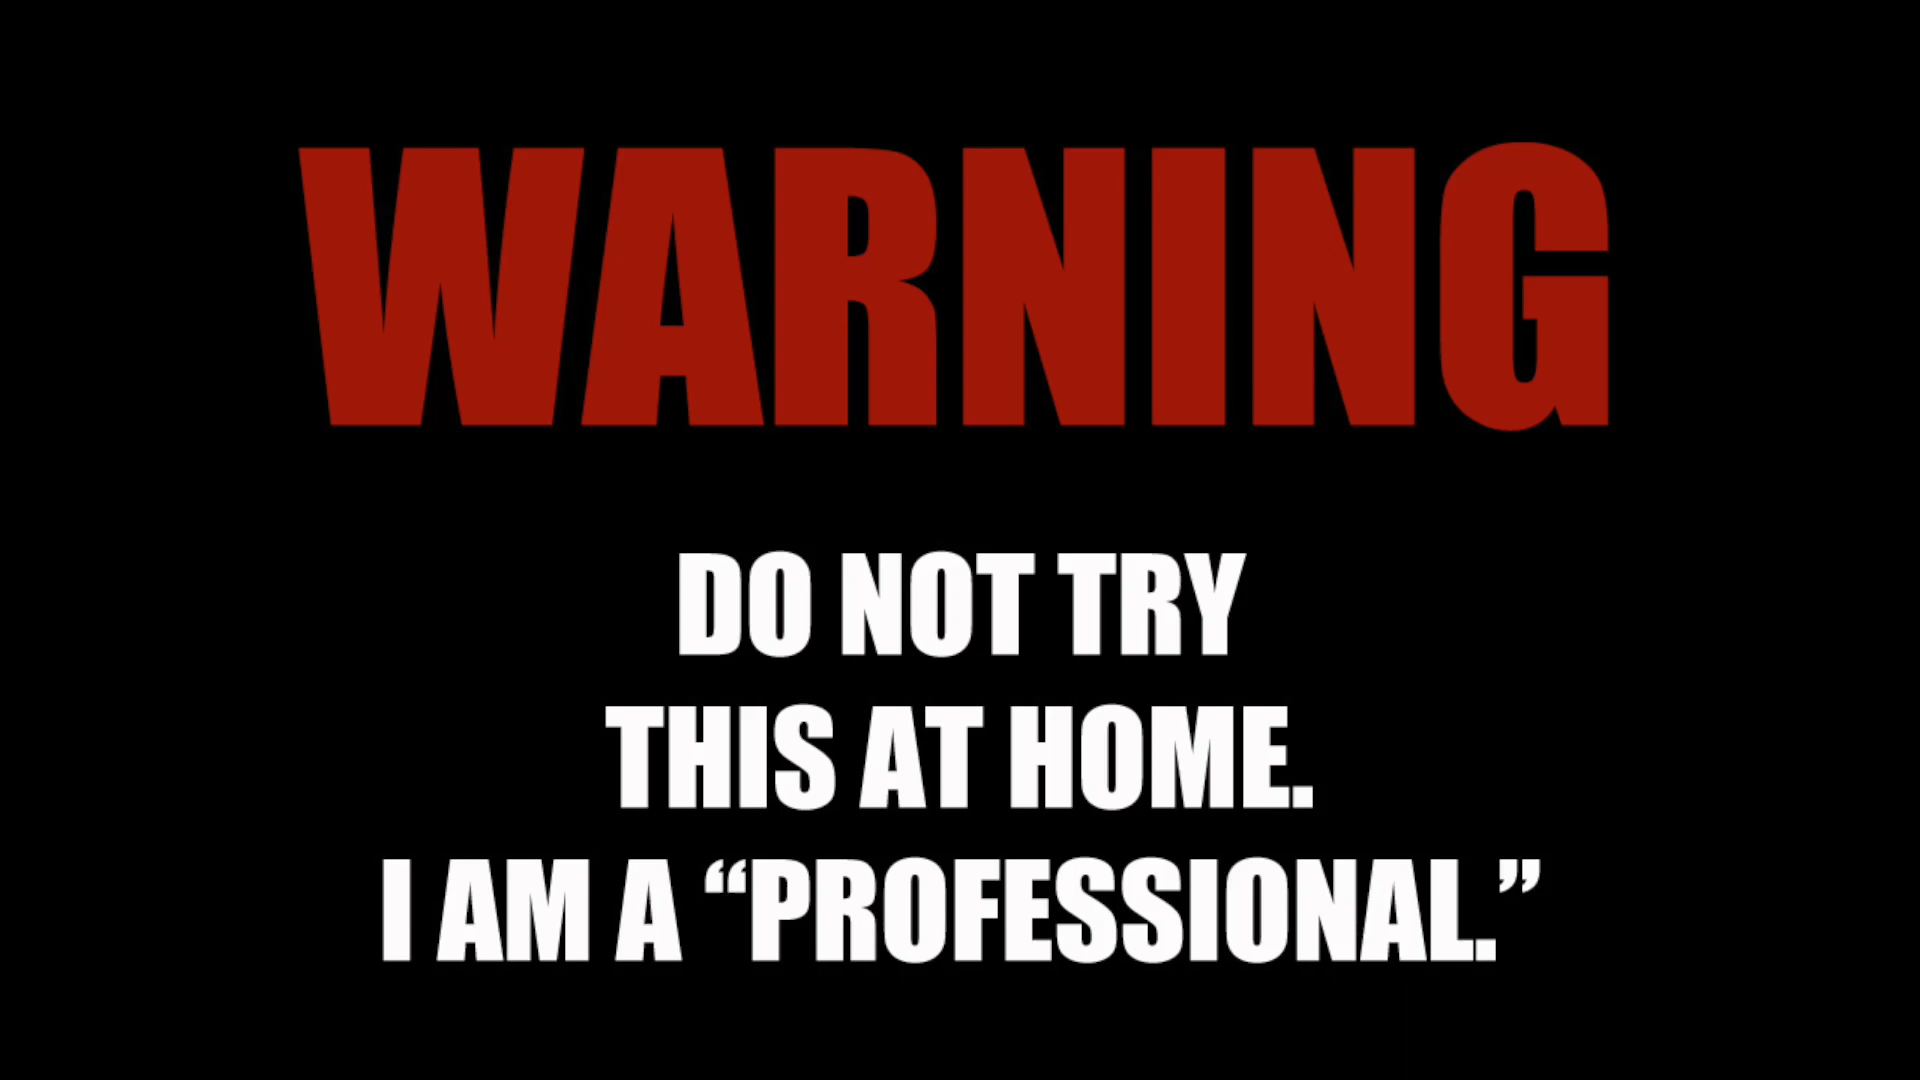 WARNING
DO NOT TRY
THIS AT HOME.
I AM A “PROFESSIONAL.”